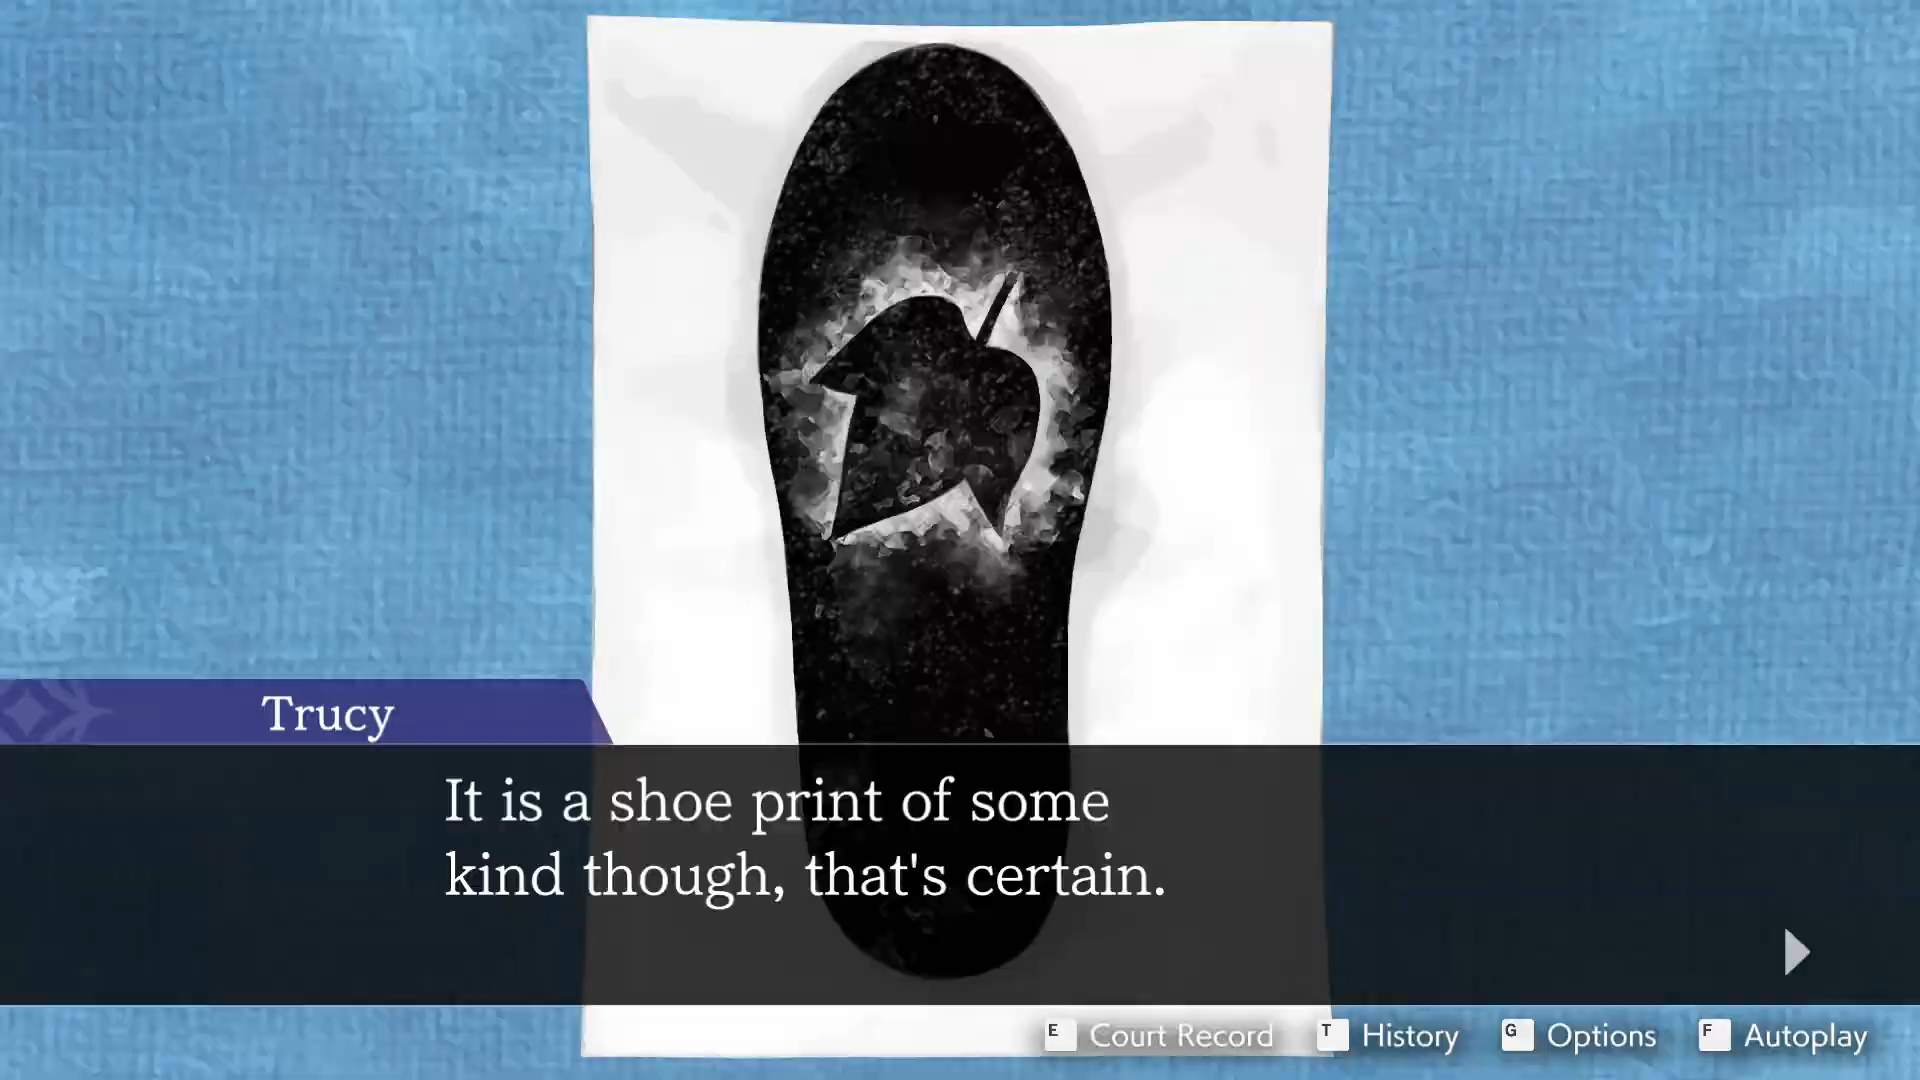 Trucy
It is a shoe print of some
kind though, that's certain.
E Court Record T History G Options F Autoplay